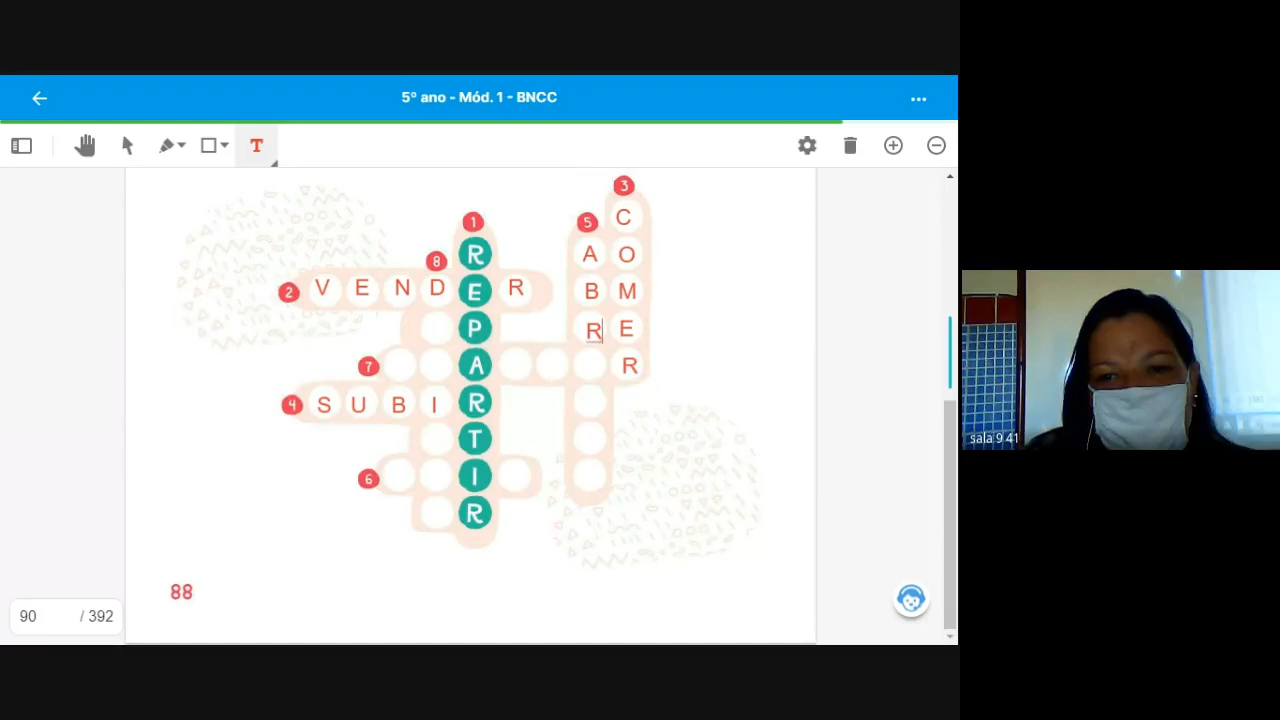 5º ano - Mód. 1 - BNCC
T
3
C
1 5
R A O
8
2 V E N D E R B M
P R E
7 A R
4 S U B I R
T
6 I
R
88
90 / 392
sala 9 41